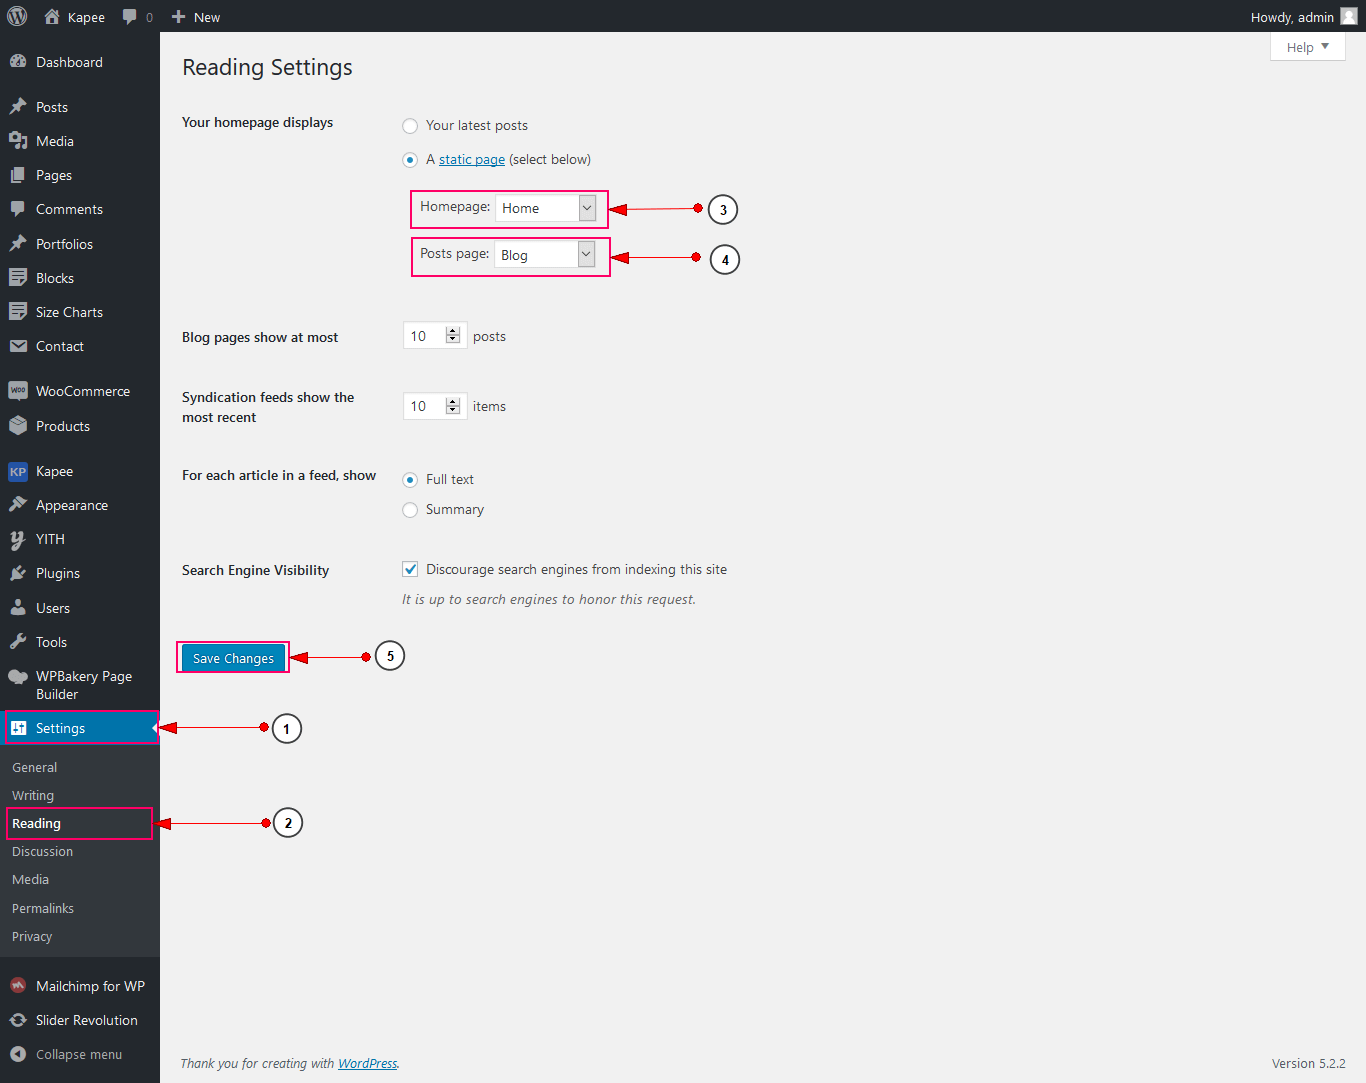 Kapee
0
New
Howdy, admin
Help
Dashboard
Posts
Media
Pages
Comments
Portfolios
Blocks
Size Charts
Contact
WOO
WooCommerce
Products
KP
Kapee
Appearance
YITH
Plugins
Users
Tools
WPBakery Page
Builder
Settings
General
Writing
Reading
Discussion
Media
Permalinks
Privacy
Mailchimp for WP
Slider Revolution
Collapse menu
Reading Settings
Your homepage displays
Your latest posts
A static page (select below)
Homepage: Home
3
Posts page: Blog
4
Blog pages show at most
10 posts
Syndication feeds show the
most recent
10 items
For each article in a feed, show
Full text
Summary
Search Engine Visibility
Discourage search engines from indexing this site
It is up to search engines to honor this request.
Save Changes
5
1
2
Thank you for creating with WordPress.
Version 5.2.2